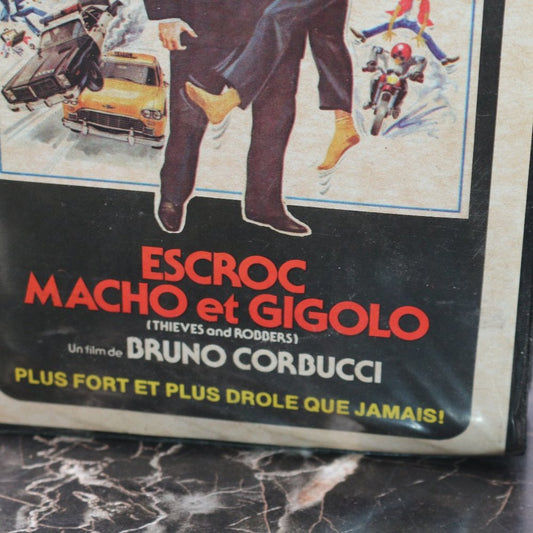 ESCROC
MACHO et GIGOLO
(THIEVES and ROBBERS)
Un film de BRUNO CORBUCCI
PLUS FORT ET PLUS DROLE QUE JAMAIS!